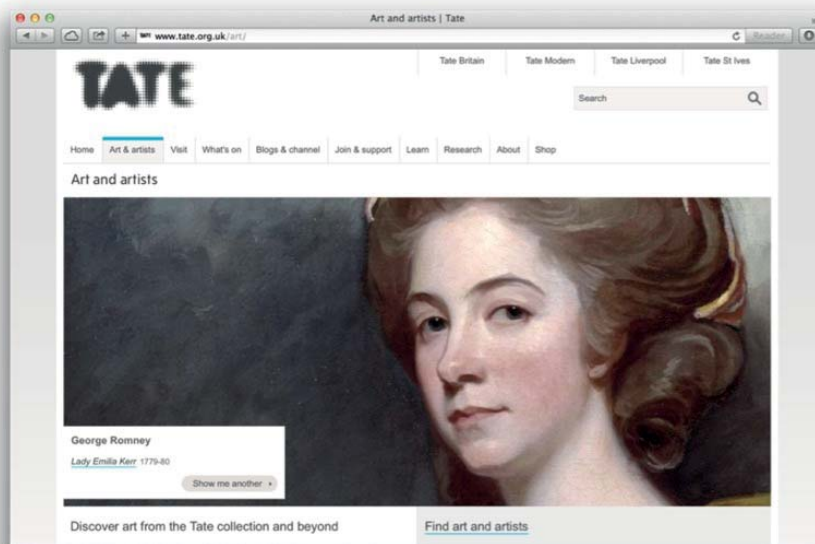 Art and artists | Tate
TATE www.tate.org.uk/art/
Reader
Tate Britain Tate Modern Tate Liverpool Tate St Ives
TATE
Search
Home Art & artists Visit What's on Blogs & channel Join & support Learn Research About Shop
Art and artists
George Romney
Lady Emilia Kerr 1779-80
Show me another
Discover art from the Tate collection and beyond
Find art and artists